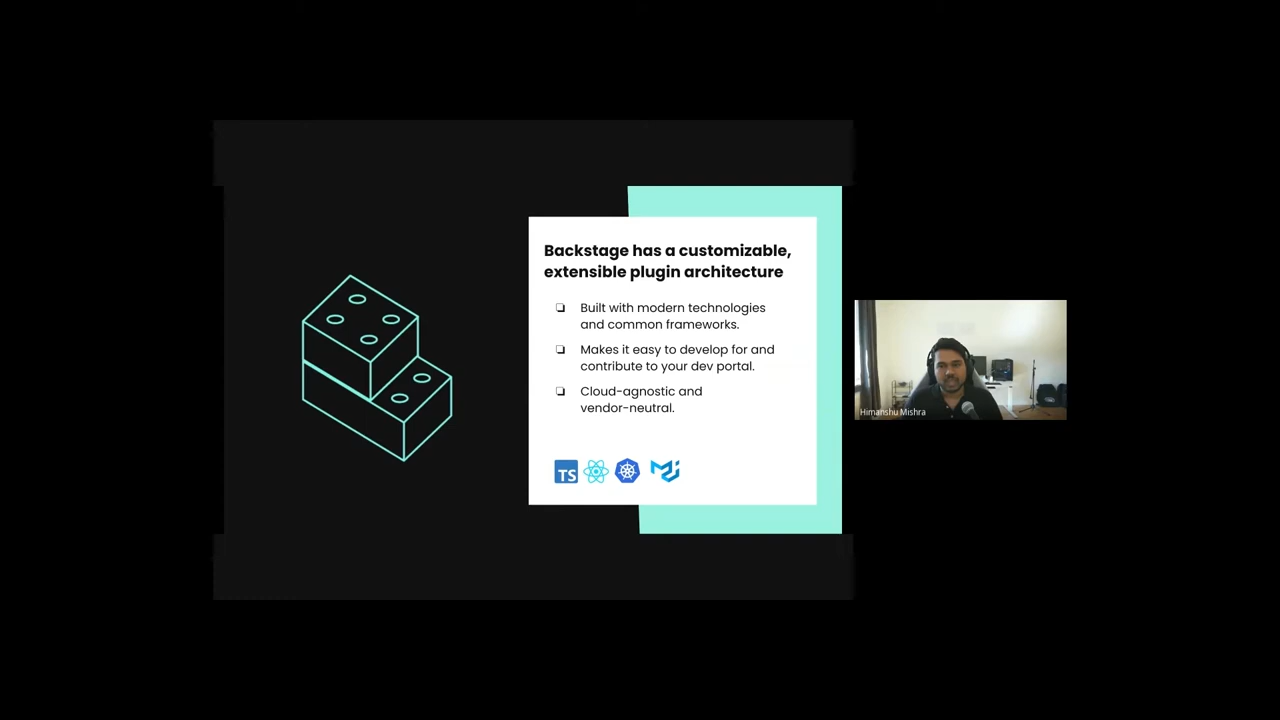 Backstage has a customizable,
extensible plugin architecture
Built with modern technologies
and common frameworks.
Makes it easy to develop for and
contribute to your dev portal.
Cloud-agnostic and
vendor-neutral.
TS
Himanshu Mishra